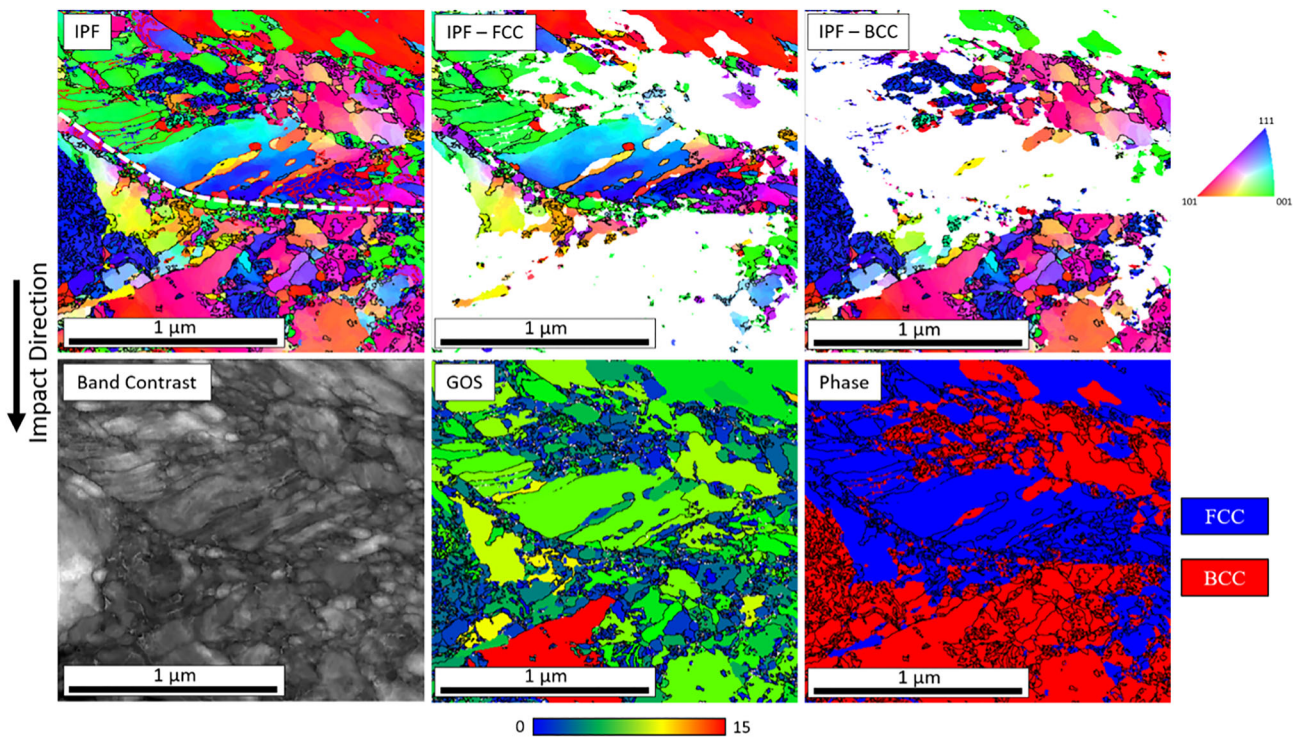 IPF
IPF – FCC
IPF – BCC
1 μm
1 μm
1 μm
111
101
001
Impact Direction
Band Contrast
GOS
Phase
1 μm
1 μm
1 μm
FCC
BCC
0
15